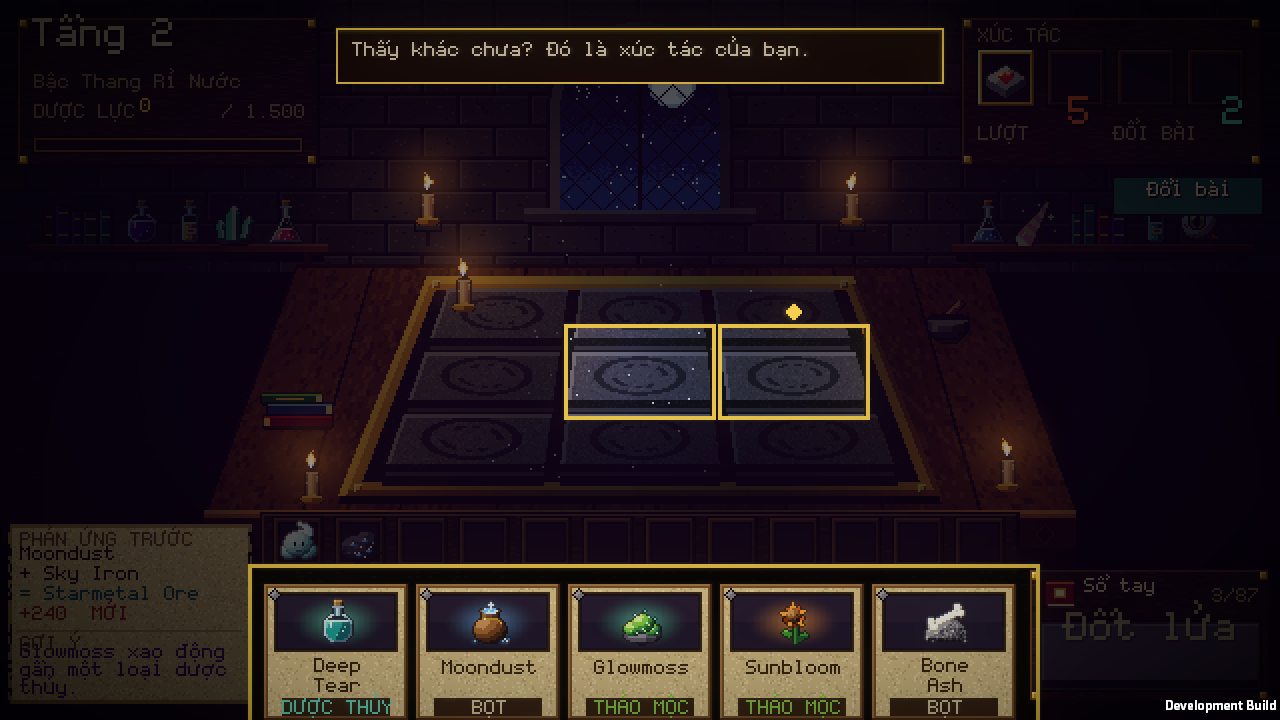 Tầng 2
Bậc Thang Rỉ Nước
DƯỢC LỰC 0 / 1.500
Thấy khác chưa? Đó là xúc tác của bạn.
XÚC TÁC
5
2
LƯỢT
ĐỔI BÀI
Đổi bài
PHẢN ỨNG TRƯỚC
Moondust
+ Sky Iron
= Starmetal Ore
+240 MỚI
GỢI Ý
Glowmoss xao động
gần một loại dược
thủy.
Deep
Tear
DƯỢC THỦY
Moondust
BỘT
Glowmoss
THẢO MỘC
Sunbloom
THẢO MỘC
Bone
Ash
BỘT
Sổ tay
3/87
Đốt lửa
Development Build